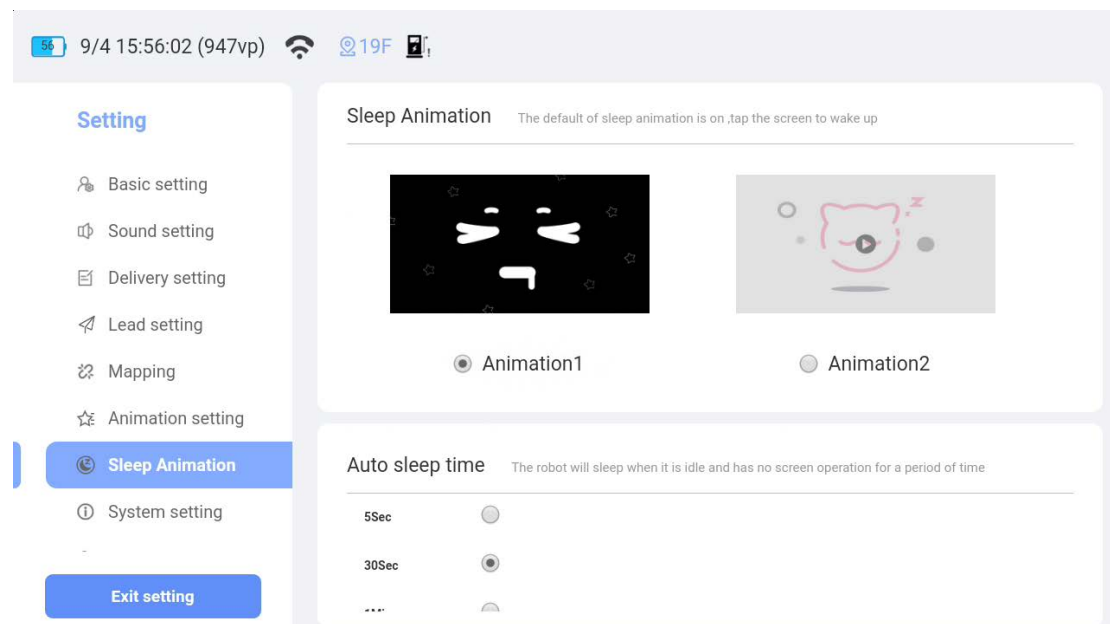 56 9/4 15:56:02 (947vp) 19F
Setting
Basic setting
Sound setting
Delivery setting
Lead setting
Mapping
Animation setting
Sleep Animation
System setting
Exit setting
Sleep Animation The default of sleep animation is on ,tap the screen to wake up
Animation1 Animation2
Auto sleep time The robot will sleep when it is idle and has no screen operation for a period of time
5Sec
30Sec